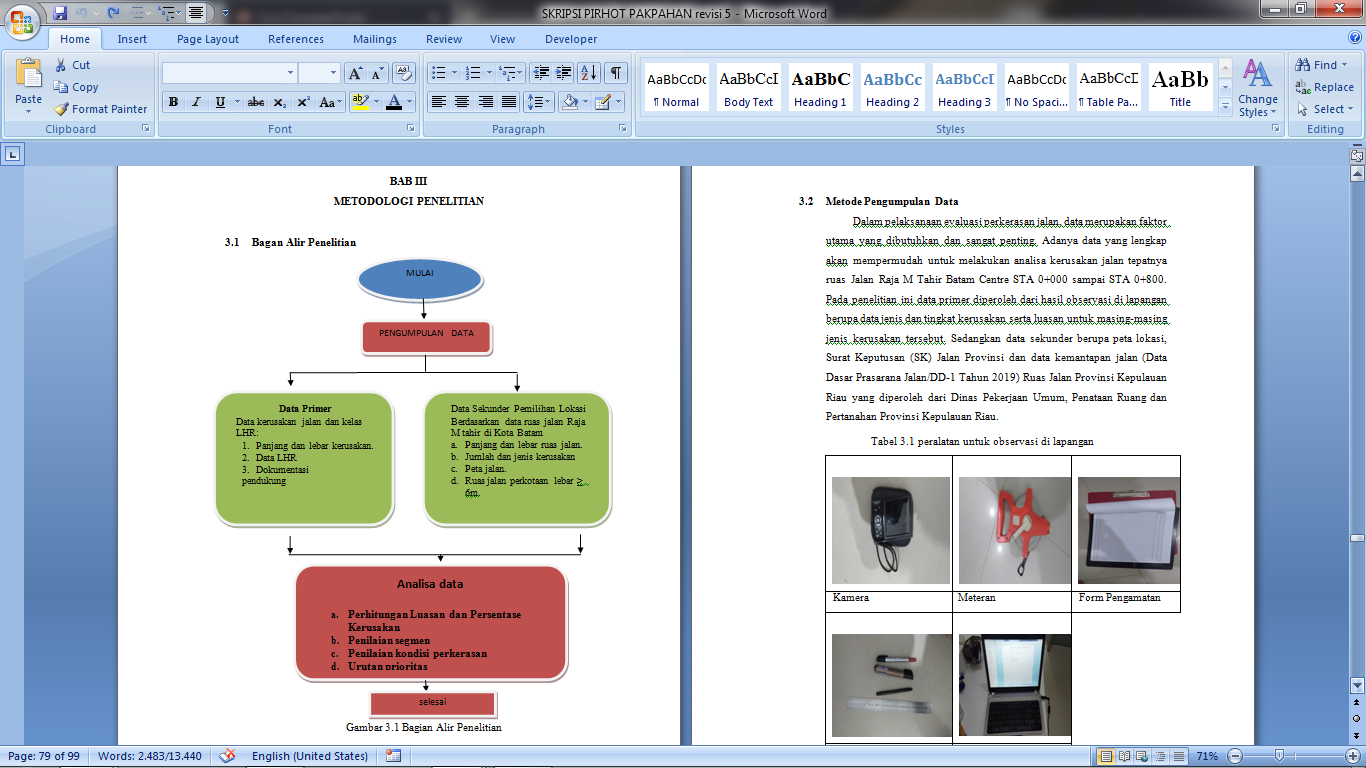 SKRIPSI PIRHOT PAKPAHAN revisi1 - Microsoft Word
Home Insert Page Layout References Mailings Review View Developer
Paste
Cut
Copy
Format Painter
Clipboard
Font
Paragraph
AaBbCcDc AaBbCcI AaBbC AaBbCc AaBbCcI AaBbCcDc AaBbCcI AaBb
¶ Normal Body Text Heading 1 Heading 2 Heading 3 ¶ No Spaci... ¶ Table Pa... Title
Change
Styles
Styles
Find
Replace
Select
Editing
BAB III
METODOLOGI PENELITIAN
3.1 Bagan Alir Penelitian
MULAI
PENGUMPULAN DATA
Data Primer
Data kerusakan jalan dan kelas
LHR:
1. Panjang dan lebar kerusakan.
2. Data LHR
3. Dokumentasi
pendukung
Data Sekunder Pemilihan Lokasi
Berdasarkan data ruas jalan Raja
M tahir di Kota Batam
a. Panjang dan lebar ruas jalan.
b. Jumlah dan jenis kerusakan
c. Peta jalan.
d. Ruas jalan perkotaan lebar ≥
6m.
Analisa data
a. Perhitungan Luasan dan Persentase
Kerusakan
b. Penilaian segmen
c. Penilaian kondisi perkerasan
d. Urutan prioritas
selesai
Gambar 3.1 Bagian Alir Penelitian
3.2 Metode Pengumpulan Data
Dalam pelaksanaan evaluasi perkerasan jalan, data merupakan faktor
utama yang dibutuhkan dan sangat penting. Adanya data yang lengkap
akan mempermudah untuk melakukan analisa kerusakan jalan tepatnya
ruas Jalan Raja M Tahir Batam Centre STA 0+000 sampai STA 0+800.
Pada penelitian ini data primer diperoleh dari hasil observasi di lapangan
berupa data jenis dan tingkat kerusakan serta luasan untuk masing-masing
jenis kerusakan tersebut. Sedangkan data sekunder berupa peta lokasi,
Surat Keputusan (SK) Jalan Provinsi dan data kemantapan jalan (Data
Dasar Prasarana Jalan/DD-1 Tahun 2019) Ruas Jalan Provinsi Kepulauan
Riau yang diperoleh dari Dinas Pekerjaan Umum, Penataan Ruang dan
Pertanahan Provinsi Kepulauan Riau.
Tabel 3.1 peralatan untuk observasi di lapangan
Kamera Meteran Form Pengamatan
Page: 79 of 99 Words: 2.483/13.440 English (United States) 71%